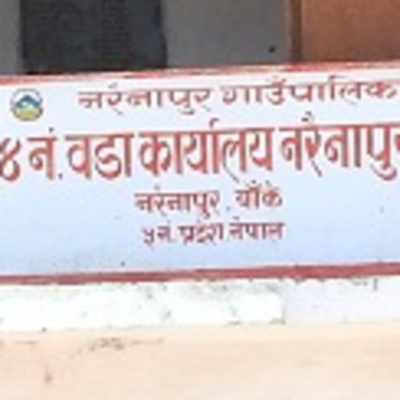 नरैनापुर गाउँपालिक
४ नं. वडा कार्यालय नरैनापुर
नरैनापुर, बाँके
५ नं. प्रदेश, नेपाल